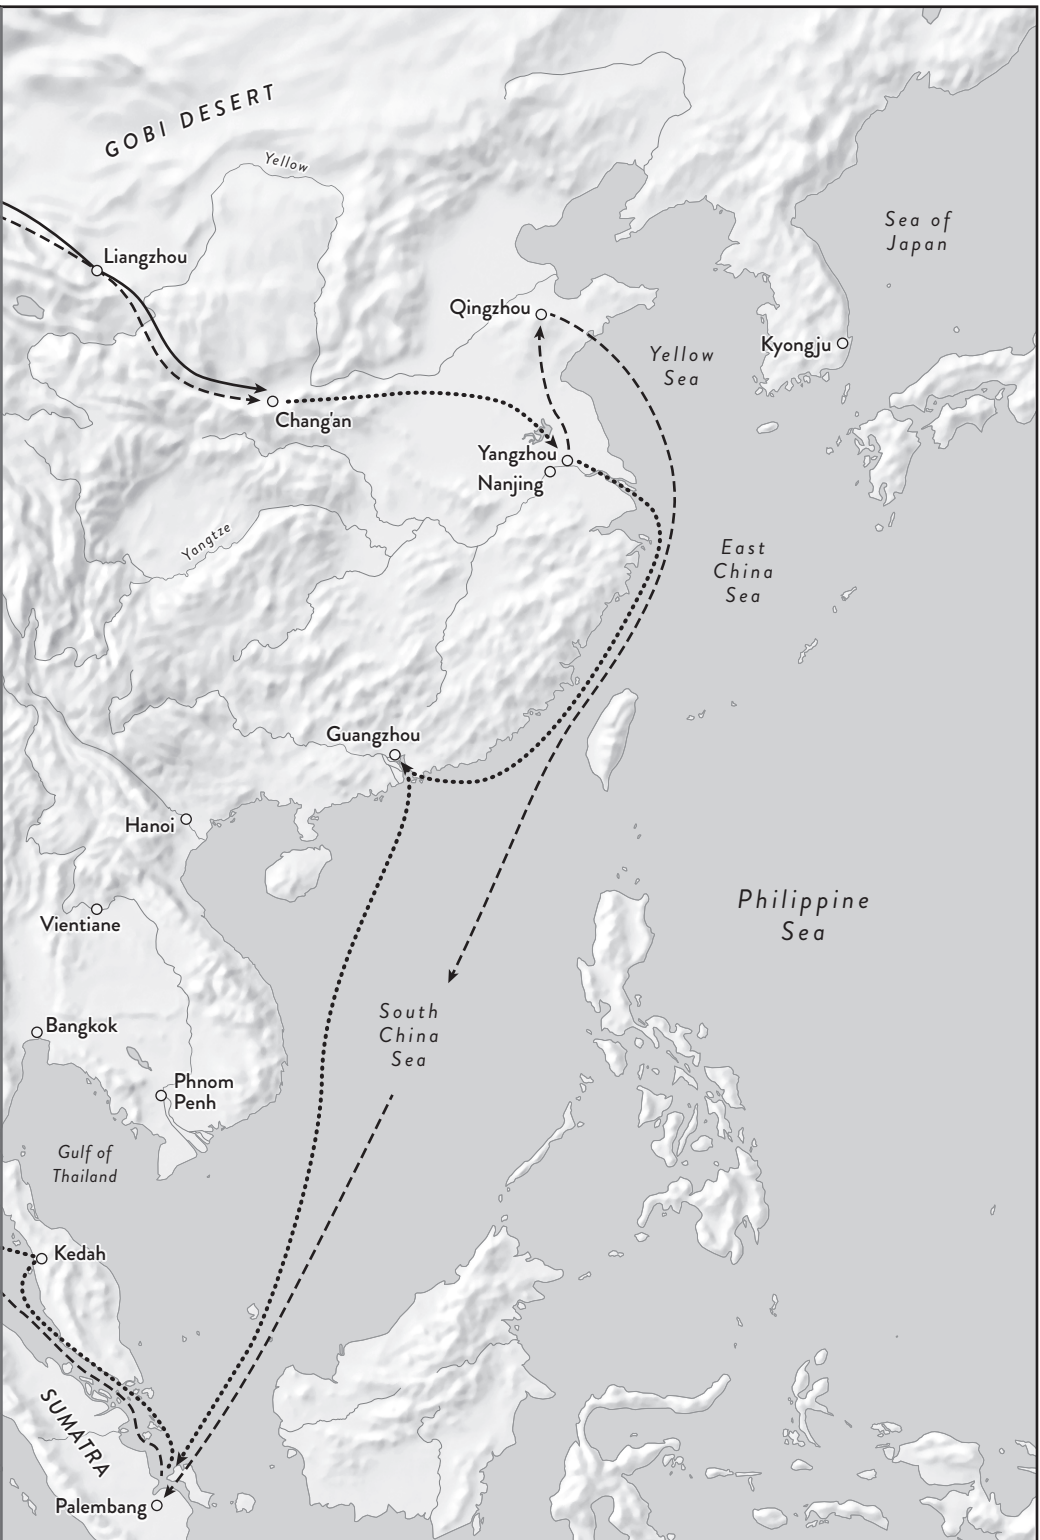 GOBI DESERT
Yellow
Sea of
Japan
Liangzhou
Qingzhou
Kyongju
Yellow
Sea
Chang'an
Yangzhou
Nanjing
Yangtze
East
China
Sea
Guangzhou
Hanoi
Philippine
Sea
Vientiane
South
China
Sea
Bangkok
Phnom
Penh
Gulf of
Thailand
Kedah
SUMATRA
Palembang